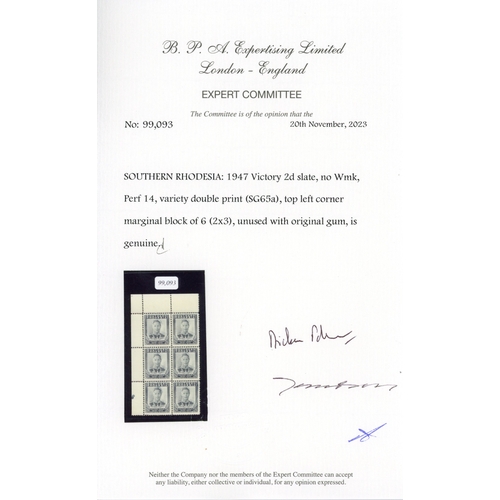 B. P. A. Expertising Limited
London - England
EXPERT COMMITTEE
The Committee is of the opinion that the
No: 99,093
20th November, 2023
SOUTHERN RHODESIA: 1947 Victory 2d slate, no Wmk,
Perf 14, variety double print (SG65a), top left corner
marginal block of 6 (2x3), unused with original gum, is
genuine.
99,093
Neither the Company nor the members of the Expert Committee can accept
any liability, either collective or individual, for any opinion expressed.